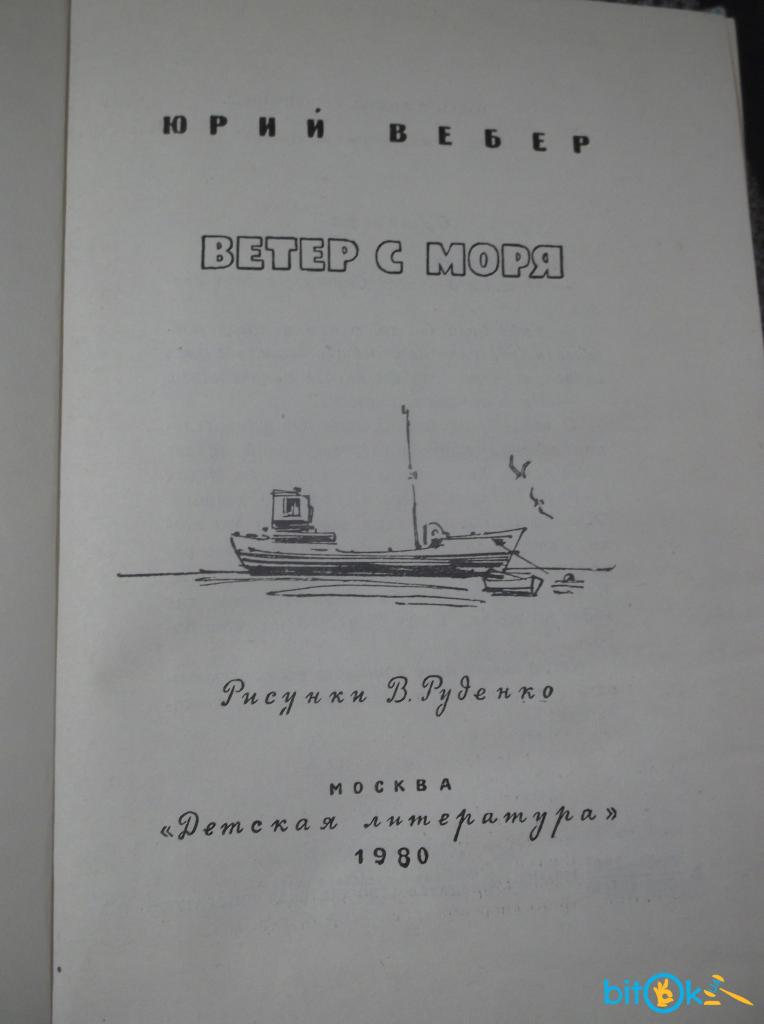 ЮРИЙ ВЕБЕР
ВЕТЕР С МОРЯ
Рисунки В. Руденко
МОСКВА
«Детская литература»
1980
bitok